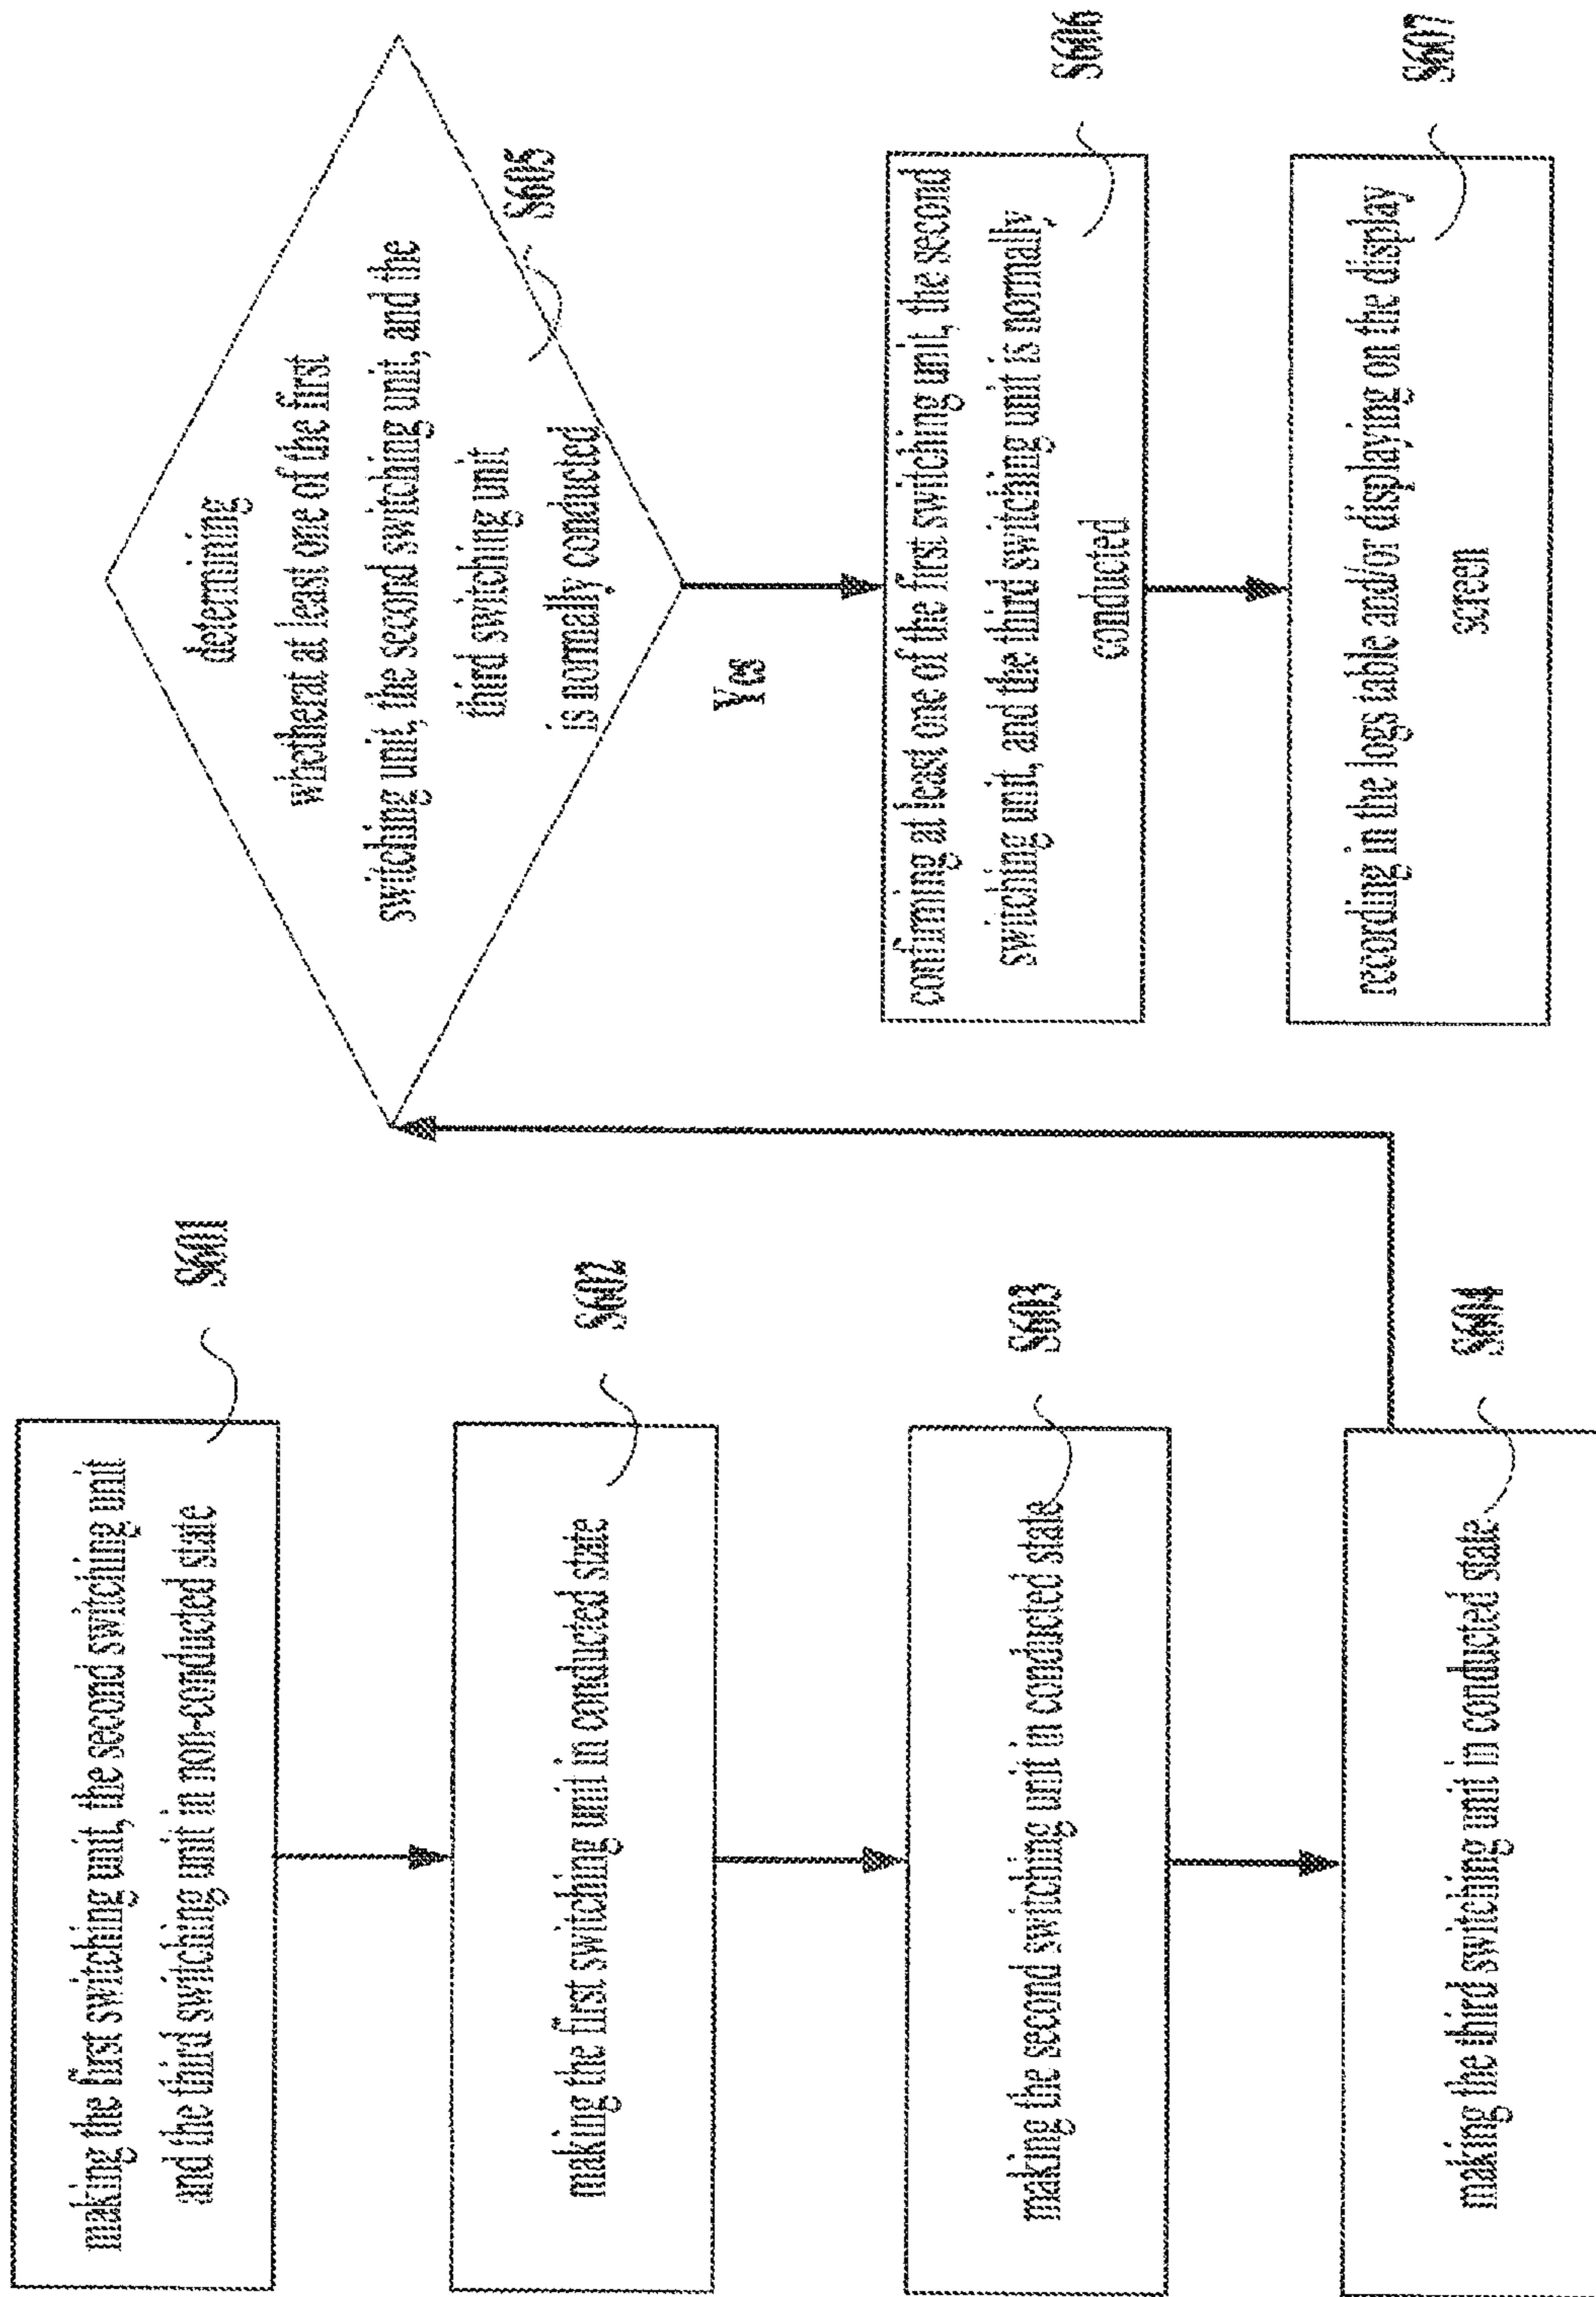 making the first switching unit, the second switching unit
and the third switching unit in non-conducted state
S601
making the first switching unit in conducted state
S602
making the second switching unit in conducted state
S603
making the third switching unit in conducted state
S604
determining
whetherat at least one of the first
switching unit, the second switching unit, and the
third switching unit
is normally conducted
S605
Yes
confirming at least one of the first switching unit, the second
switching unit, and the third switching unit is normally
conducted
S606
recording in the logs table and/or displaying on the display
screen
S607